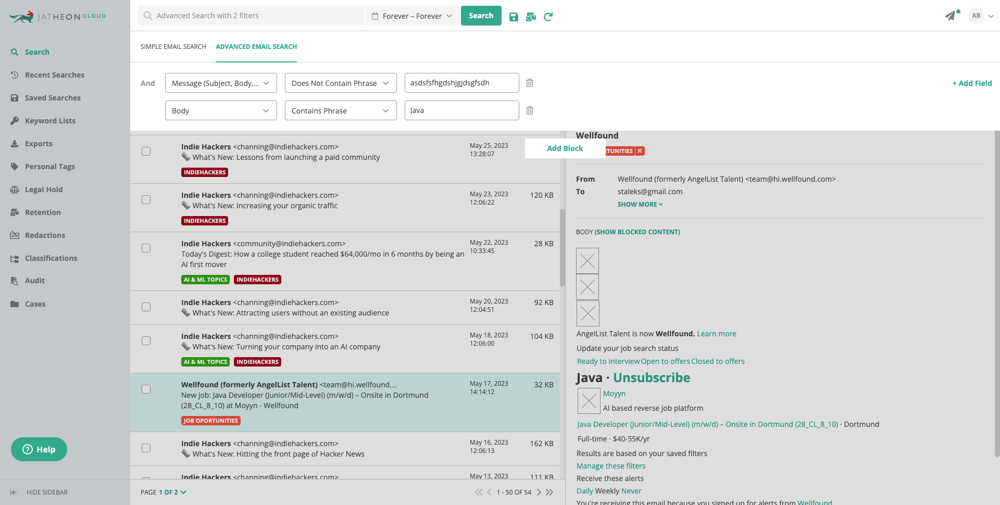 JATHEON CLOUD
Advanced Search with 2 filters
Forever – Forever
Search
AB
SIMPLE EMAIL SEARCH
ADVANCED EMAIL SEARCH
And
Message (Subject, Body,...
Does Not Contain Phrase
asdsfsfhgdshjgjdsgfsdh
+ Add Field
Body
Contains Phrase
Java
Add Block
Search
Recent Searches
Saved Searches
Keyword Lists
Exports
Personal Tags
Legal Hold
Retention
Redactions
Classifications
Audit
Cases
Help
HIDE SIDEBAR
Indie Hackers <channing@indiehackers.com>
What's New: Lessons from launching a paid community
INDIEHACKERS
May 25, 2023
13:28:07
Indie Hackers <channing@indiehackers.com>
What's New: Increasing your organic traffic
INDIEHACKERS
May 23, 2023
12:06:22
120 KB
Indie Hackers <community@indiehackers.com>
Today's Digest: How a college student reached $64,000/mo in 6 months by being an
AI first mover
AI & ML TOPICS INDIEHACKERS
May 22, 2023
10:33:45
28 KB
Indie Hackers <channing@indiehackers.com>
What's New: Attracting users without an existing audience
May 20, 2023
12:04:51
92 KB
Indie Hackers <channing@indiehackers.com>
What's New: Turning your company into an AI company
AI & ML TOPICS INDIEHACKERS
May 18, 2023
12:06:00
104 KB
Wellfound (formerly AngelList Talent) <team@hi.wellfound....
New job: Java Developer (Junior/Mid-Level) (m/w/d) – Onsite in Dortmund
(28_CL_8_10) at Moyyn - Wellfound
JOB OPORTUNITIES
May 17, 2023
14:14:12
32 KB
Indie Hackers <channing@indiehackers.com>
What's New: Hitting the front page of Hacker News
May 16, 2023
12:06:13
162 KB
Indie Hackers <channing@indiehackers.com>
May 13, 2023
111 KB
PAGE 1 OF 2
1 - 50 OF 54
Wellfound
RTUNITIES
From Wellfound (formerly AngelList Talent) <team@hi.wellfound.com>
To staleks@gmail.com
SHOW MORE
BODY (SHOW BLOCKED CONTENT)
AngelList Talent is now Wellfound. Learn more
Update your job search status
Ready to interview Open to offers Closed to offers
Java · Unsubscribe
Moyyn
AI based reverse job platform
Java Developer (Junior/Mid-Level) (m/w/d) – Onsite in Dortmund (28_CL_8_10) · Dortmund
Full-time · $40-55K/yr
Results are based on your saved filters
Manage these filters
Receive these alerts
Daily Weekly Never
You're receiving this email because you signed up for alerts from Wellfound